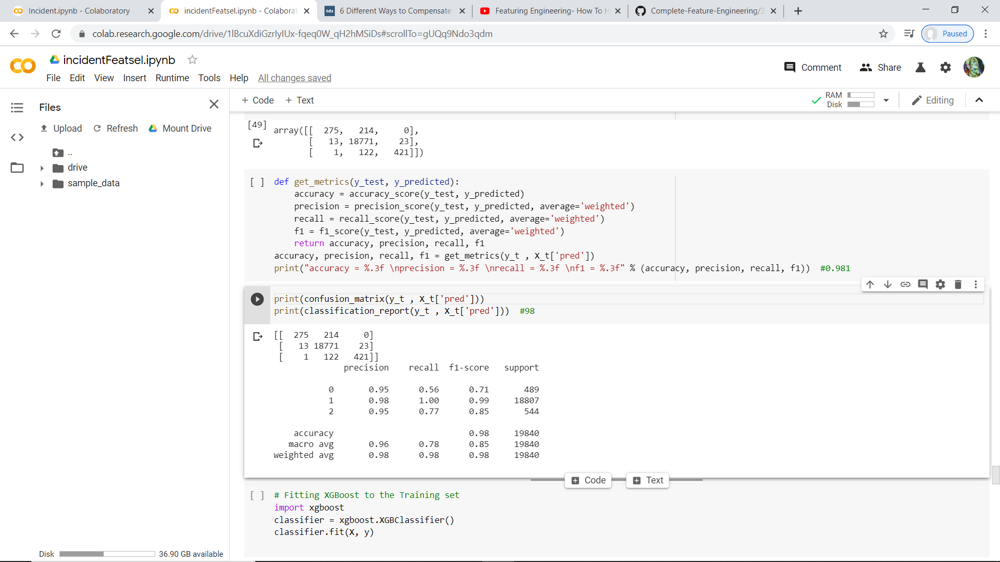 Incident.ipynb - Colaboratory
incidentFeatsel.ipynb - Colaborat
tds 6 Different Ways to Compensate
Featuring Engineering- How To H
Complete-Feature-Engineering/3
colab.research.google.com/drive/1lBcuXdiGzrIyIUx-fqeq0W_qH2hMSiDs#scrollTo=gUQq9Ndo3qdm
Paused
CO
incidentFeatsel.ipynb
Comment Share
File Edit View Insert Runtime Tools Help All changes saved
Files
+ Code + Text
RAM
Disk
Editing
Upload Refresh Mount Drive
..
drive
sample_data
[49] array([[  275,   214,     0],
[   13, 18771,    23],
[    1,   122,   421]])
[ ] def get_metrics(y_test, y_predicted):
accuracy = accuracy_score(y_test, y_predicted)
precision = precision_score(y_test, y_predicted, average='weighted')
recall = recall_score(y_test, y_predicted, average='weighted')
f1 = f1_score(y_test, y_predicted, average='weighted')
return accuracy, precision, recall, f1
accuracy, precision, recall, f1 = get_metrics(y_t , X_t['pred'])
print("accuracy = %.3f \nprecision = %.3f \nrecall = %.3f \nf1 = %.3f" % (accuracy, precision, recall, f1))  #0.981
print(confusion_matrix(y_t , X_t['pred']))
print(classification_report(y_t , X_t['pred']))  #98
[[  275   214     0]
[   13 18771    23]
[    1   122   421]]
precision    recall  f1-score   support
0       0.95      0.56      0.71       489
1       0.98      1.00      0.99     18807
2       0.95      0.77      0.85       544
accuracy                           0.98     19840
macro avg       0.96      0.78      0.85     19840
weighted avg       0.98      0.98      0.98     19840
Code Text
[ ] # Fitting XGBoost to the Training set
import xgboost
classifier = xgboost.XGBClassifier()
classifier.fit(X, y)
Disk 36.90 GB available